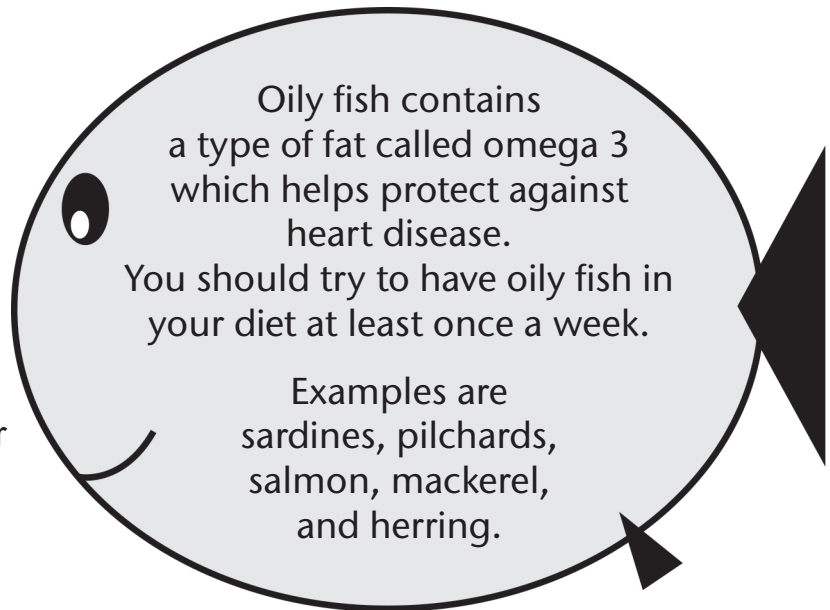 Oily fish contains
a type of fat called omega 3
which helps protect against
heart disease.
You should try to have oily fish in
your diet at least once a week.
Examples are
sardines, pilchards,
salmon, mackerel,
and herring.